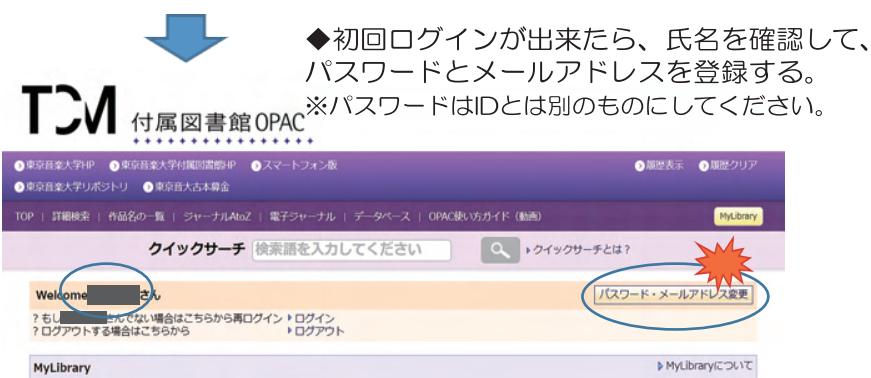 ◆初回ログインが出来たら、氏名を確認して、
パスワードとメールアドレスを登録する。
※パスワードはIDとは別のものにしてください。
TCM 付属図書館OPAC
東京音楽大学HP 東京音楽大学付属図書館HP スマートフォン版 履歴表示 履歴クリア
東京音楽大学リポジトリ 東京音大古本募金
TOP | 詳細検索 | 作品名の一覧 | ジャーナルAtoZ | 電子ジャーナル | データベース | OPAC使い方ガイド（動画） MyLibrary
クイックサーチ 検索語を入力してください クイックサーチとは？
Welcome さん パスワード・メールアドレス変更
? もし さんでない場合はこちらから再ログイン ログイン
? ログアウトする場合はこちらから ログアウト
MyLibrary MyLibraryについて